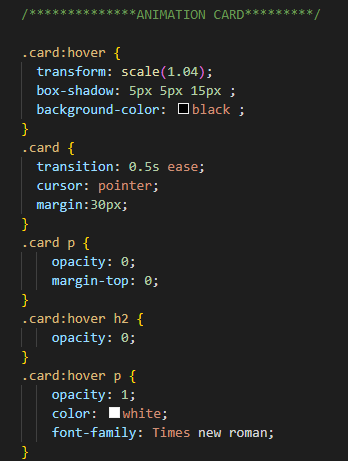 /**************ANIMATION CARD*********/
.card:hover {
transform: scale(1.04);
box-shadow: 5px 5px 15px ;
background-color: black ;
}
.card {
transition: 0.5s ease;
cursor: pointer;
margin:30px;
}
.card p {
opacity: 0;
margin-top: 0;
}
.card:hover h2 {
opacity: 0;
}
.card:hover p {
opacity: 1;
color: white;
font-family: Times new roman;
}